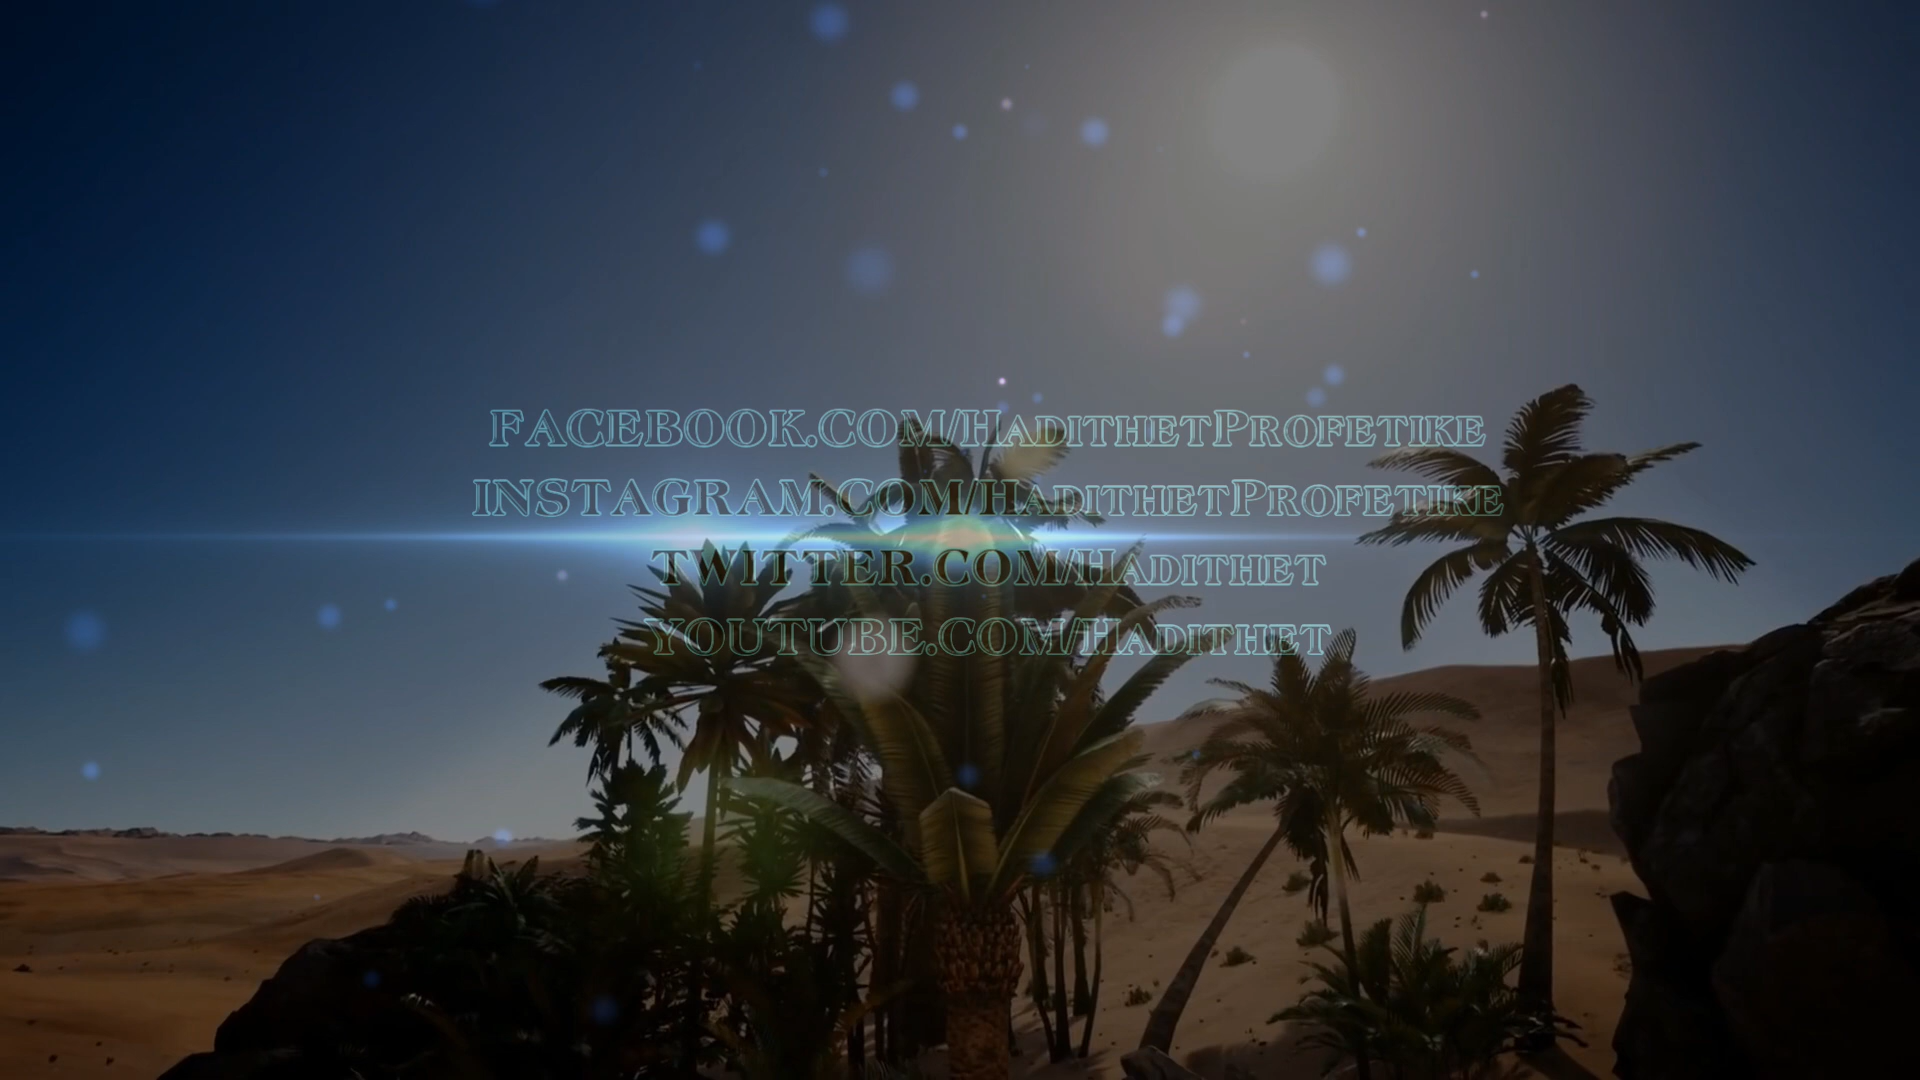 FACEBOOK.COM/HadithetProfetike
INSTAGRAM.COM/hadithetProfetike
TWITTER.COM/Hadithet
YOUTUBE.COM/Hadithet